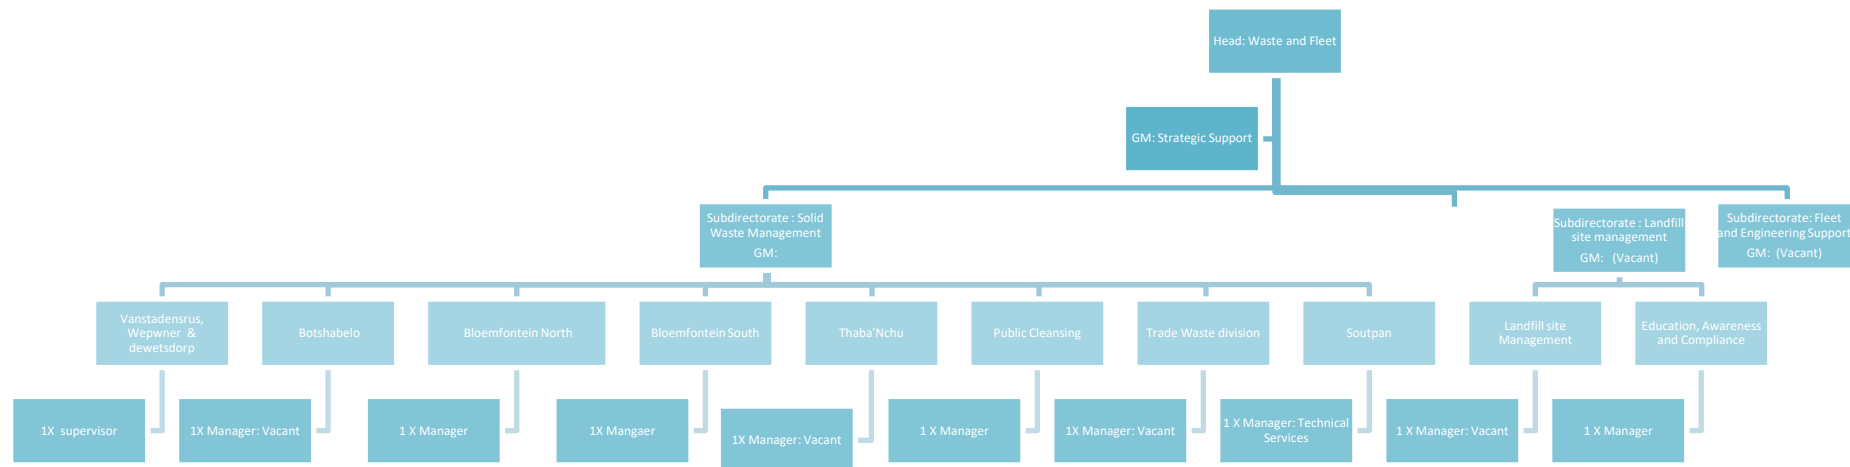 Head: Waste and Fleet
GM: Strategic Support
Subdirectorate : Solid
Waste Management
GM:
Subdirectorate : Landfill
site management
GM:   (Vacant)
Subdirectorate: Fleet
and Engineering Support
GM:  (Vacant)
Vanstadensrus,
Wepwner  &
dewetsdorp
Botshabelo
Bloemfontein North
Bloemfontein South
Thaba'Nchu
Public Cleansing
Trade Waste division
Soutpan
Landfill site
Management
Education, Awareness
and Compliance
1X  supervisor
1X Manager: Vacant
1 X Manager
1X Mangaer
1X Manager: Vacant
1 X Manager
1X Manager: Vacant
1 X Manager: Technical
Services
1 X Manager: Vacant
1 X Manager